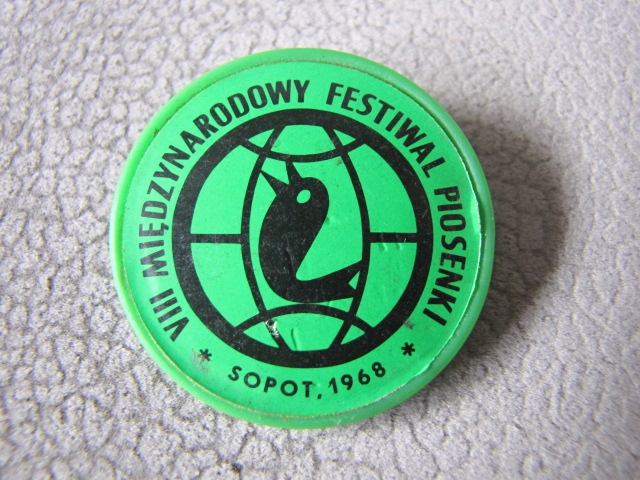 VIII MIĘDZYNARODOWY FESTIWAL PIOSENKI
* SOPOT, 1968 *